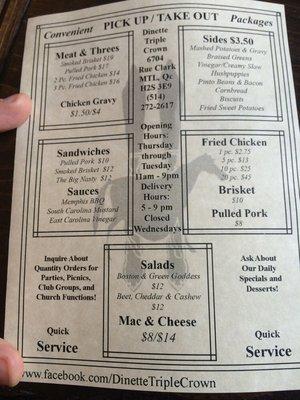 Convenient PICK UP / TAKE OUT Packages
Meat & Threes
Smoked Brisket $19
Pulled Pork $17
2 Pc. Fried Chicken $14
3 Pc. Fried Chicken $16
Chicken Gravy
$1.50/$4
Dinette
Triple
Crown
6704
Rue Clark
MTL, Qc
H2S 3E9
(514)
272-2617
Opening
Hours:
Thursday
through
Tuesday
11am - 9pm
Delivery
Hours:
5 - 9 pm
Closed
Wednesdays
Sides $3.50
Mashed Potatoes & Gravy
Braised Greens
Vinegar/Creamy Slaw
Hushpuppies
Pinto Beans & Bacon
Cornbread
Biscuits
Fried Sweet Potatoes
Sandwiches
Pulled Pork $10
Smoked Brisket $12
The Big Nasty $12
Sauces
Memphis BBQ
South Carolina Mustard
East Carolina Vinegar
Fried Chicken
1 pc. $2.75
5 pc. $13
10 pc. $25
20 pc. $45
Brisket
$10
Pulled Pork
$8
Inquire About
Quantity Orders for
Parties, Picnics,
Club Groups, and
Church Functions!
Quick
Service
Salads
Boston & Green Goddess
$12
Beet, Cheddar & Cashew
$12
Mac & Cheese
$8/$14
Ask About
Our Daily
Specials and
Desserts!
Quick
Service
www.facebook.com/DinetteTripleCrown